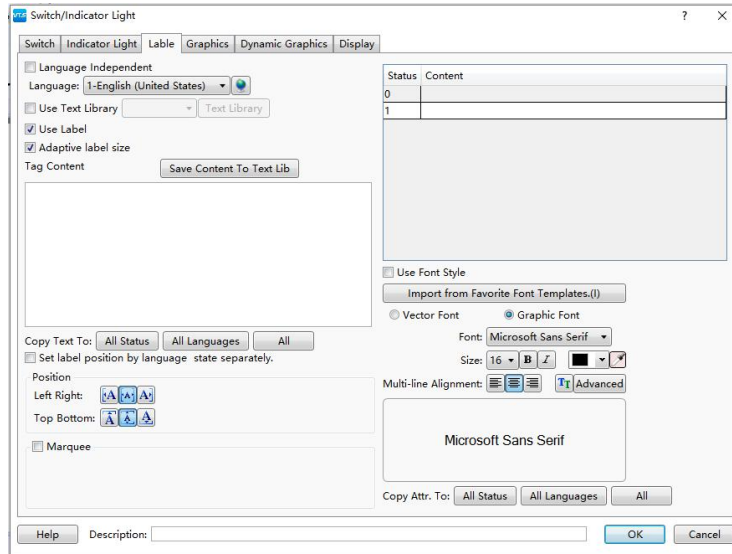 VTS Switch/Indicator Light ? X
Switch Indicator Light Lable Graphics Dynamic Graphics Display
Language Independent
Language: 1-English (United States)
Use Text Library Text Library
Use Label
Adaptive label size
Tag Content Save Content To Text Lib
Copy Text To: All Status All Languages All
Set label position by language state separately.
Position
Left Right: A A A
Top Bottom: A A A
Marquee
Status Content
0
1
Use Font Style
Import from Favorite Font Templates.(I)
Vector Font Graphic Font
Font: Microsoft Sans Serif
Size: 16 B I
Multi-line Alignment: TT Advanced
Microsoft Sans Serif
Copy Attr. To: All Status All Languages All
Help Description: OK Cancel